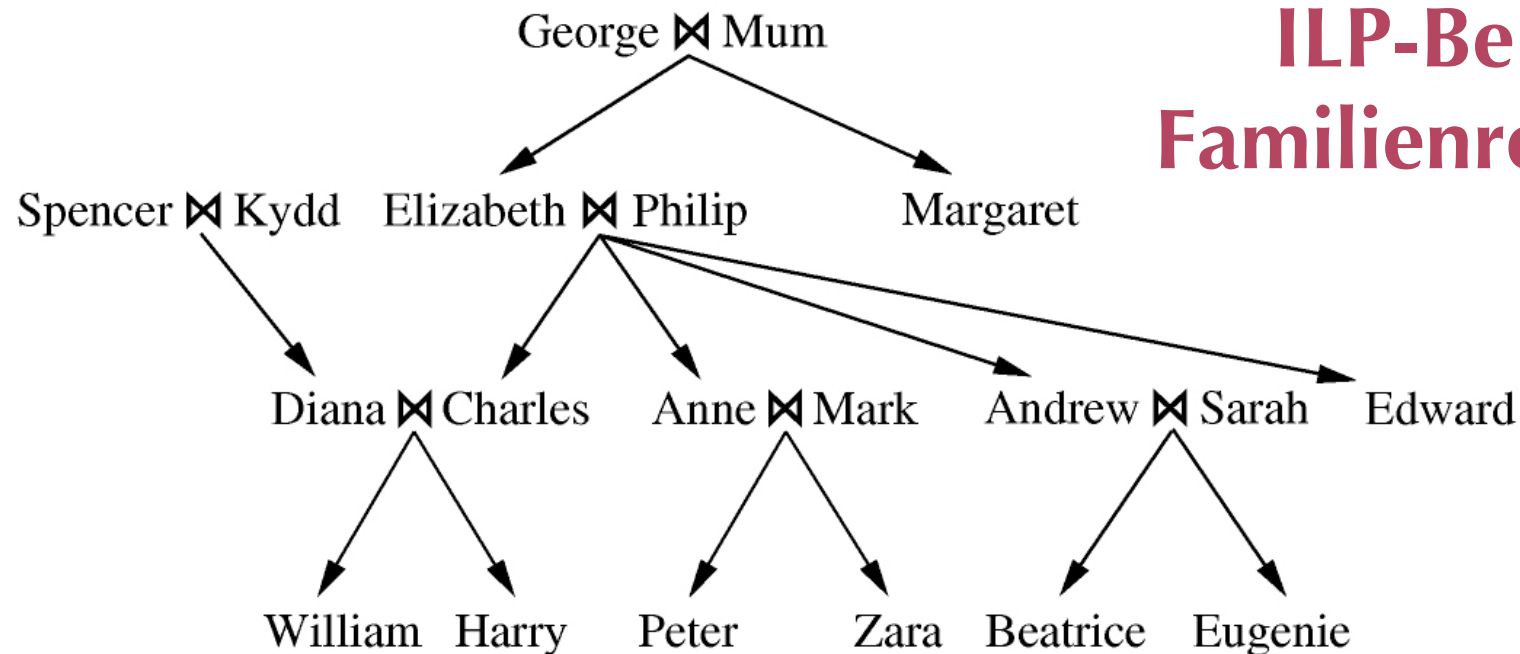 George ⋈ Mum
ILP-Be
Familienr
Spencer ⋈ Kydd Elizabeth ⋈ Philip Margaret
Diana ⋈ Charles Anne ⋈ Mark Andrew ⋈ Sarah Edward
William Harry Peter Zara Beatrice Eugenie